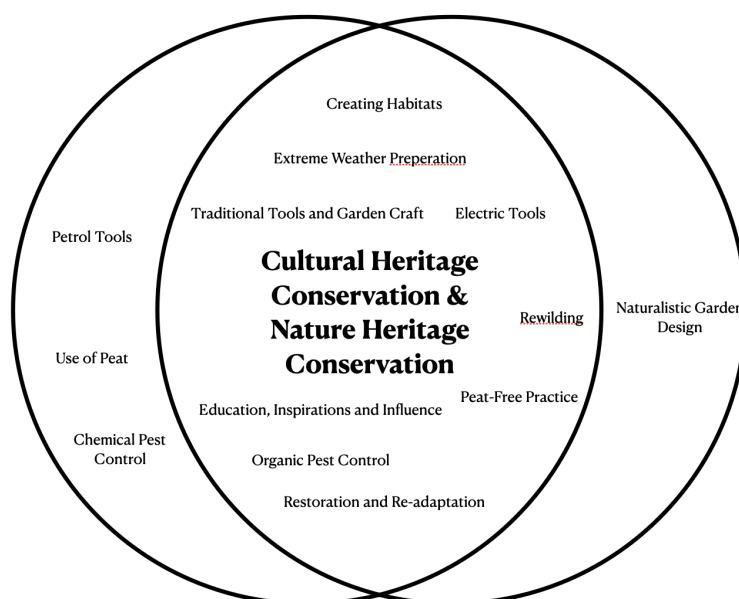 Creating Habitats
Extreme Weather Preperation
Traditional Tools and Garden Craft
Electric Tools
Petrol Tools
Cultural Heritage
Conservation &
Nature Heritage
Conservation
Rewilding
Naturalistic Garden
Design
Use of Peat
Peat-Free Practice
Education, Inspirations and Influence
Chemical Pest
Control
Organic Pest Control
Restoration and Re-adaptation